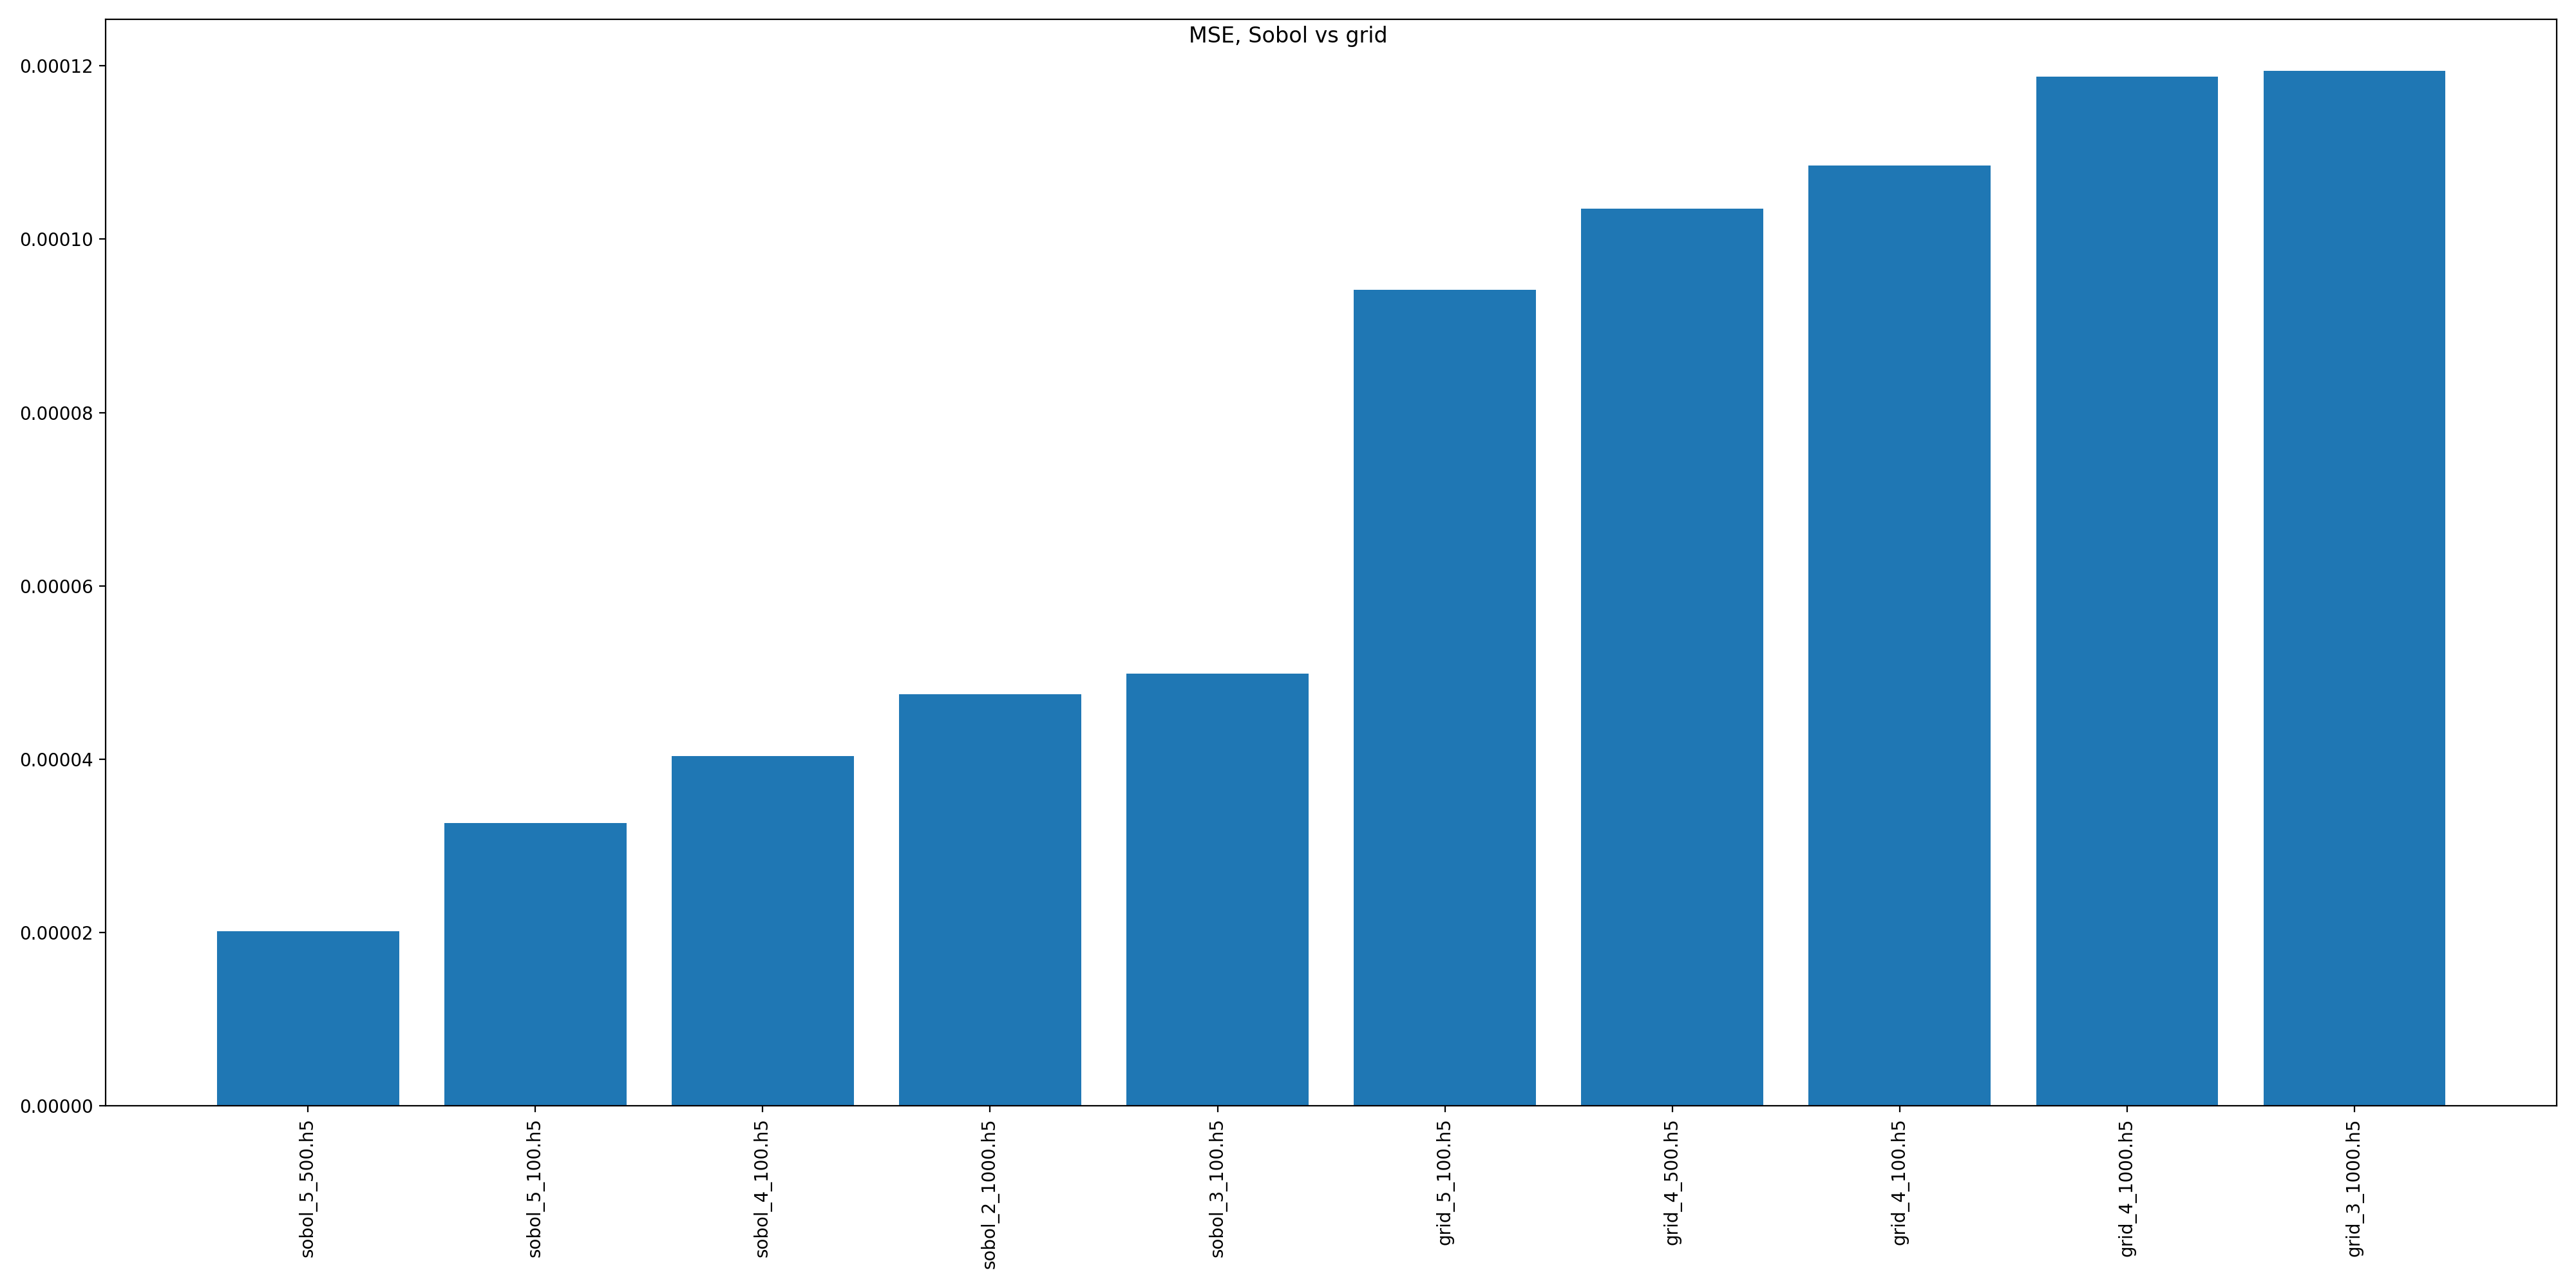 MSE, Sobol vs grid
0.00012
0.00010
0.00008
0.00006
0.00004
0.00002
0.00000
sobol_5_500.h5
sobol_5_100.h5
sobol_4_100.h5
sobol_2_1000.h5
sobol_3_100.h5
grid_5_100.h5
grid_4_500.h5
grid_4_100.h5
grid_4_1000.h5
grid_3_1000.h5